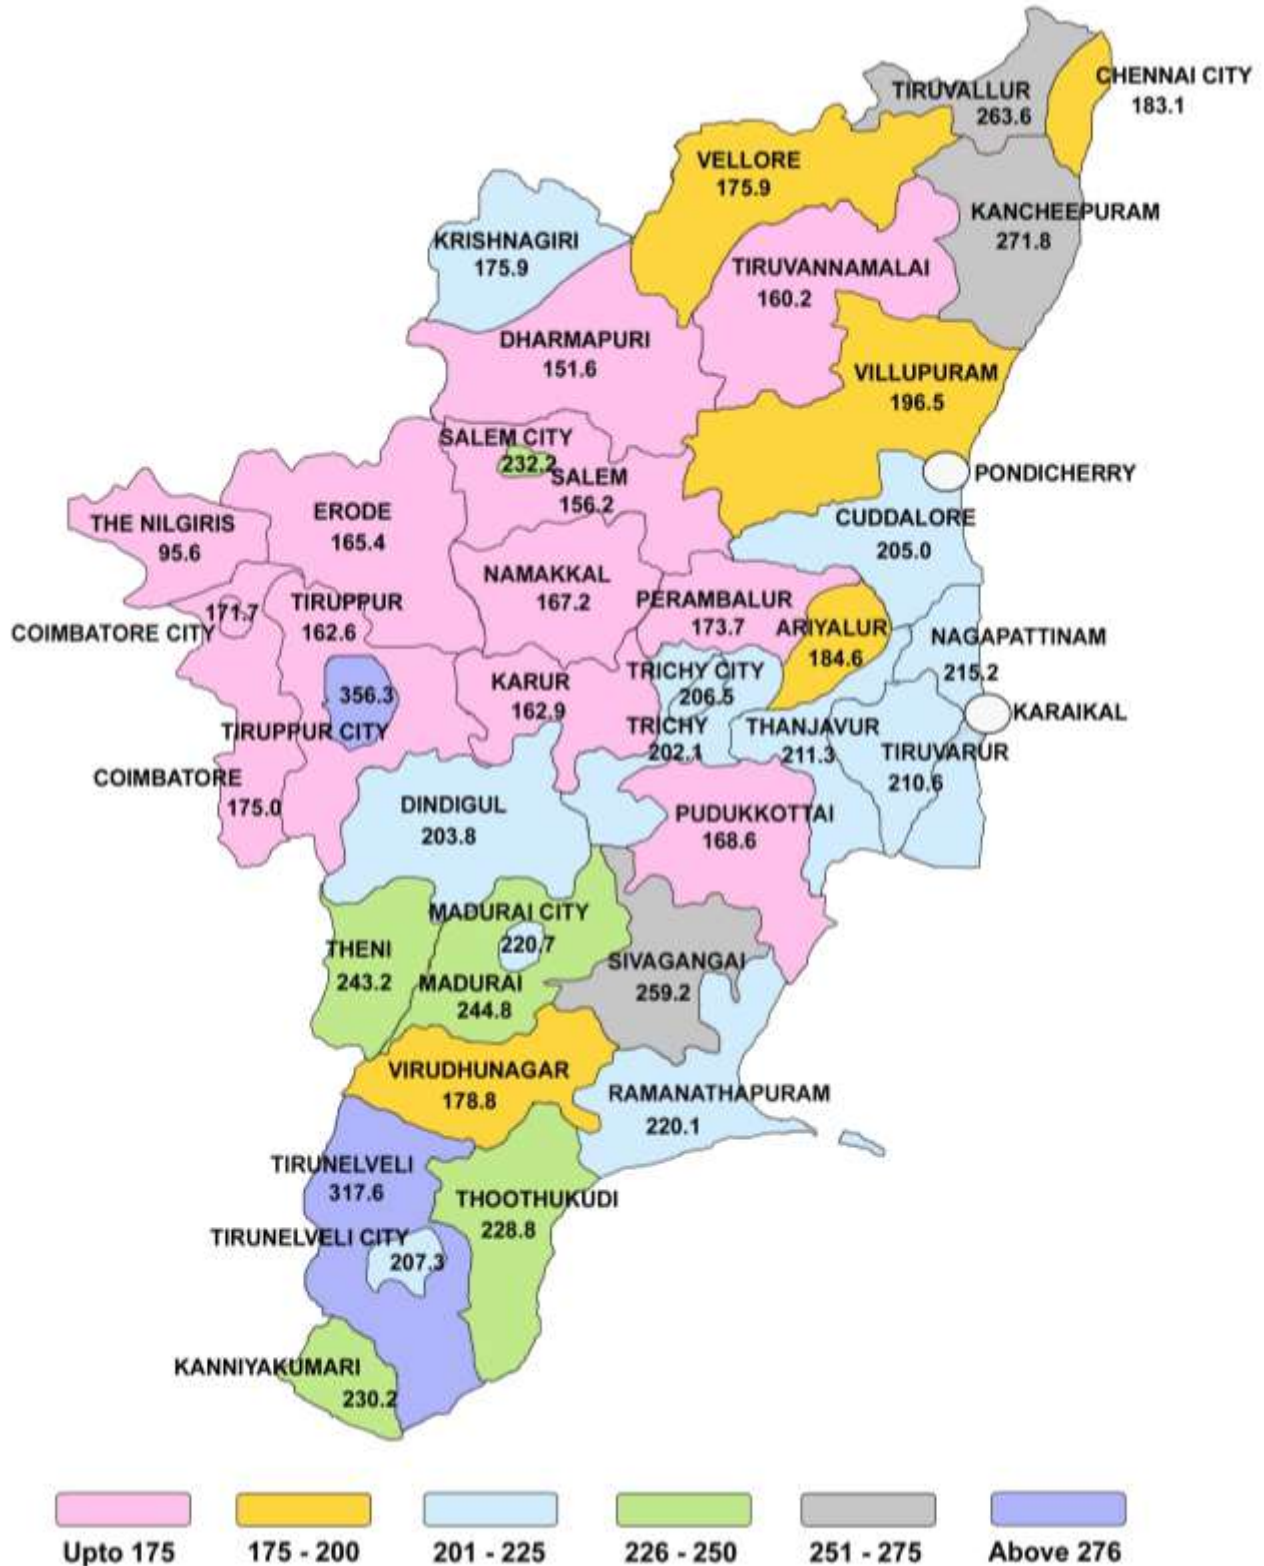 CHENNAI CITY
183.1
TIRUVALLUR
263.6
VELLORE
175.9
KANCHEEPURAM
271.8
KRISHNAGIRI
175.9
TIRUVANNAMALAI
160.2
DHARMAPURI
151.6
VILLUPURAM
196.5
SALEM CITY
232.2
SALEM
156.2
PONDICHERRY
THE NILGIRIS
95.6
ERODE
165.4
CUDDALORE
205.0
NAMAKKAL
167.2
PERAMBALUR
173.7
ARIYALUR
184.6
171.7
COIMBATORE CITY
TIRUPPUR
162.6
NAGAPATTINAM
215.2
TRICHY CITY
206.5
KARUR
162.9
356.3
TIRUPPUR CITY
TRICHY
202.1
THANJAVUR
211.3
KARAIKAL
TIRUVARUR
210.6
COIMBATORE
175.0
DINDIGUL
203.8
PUDUKKOTTAI
168.6
MADURAI CITY
220.7
THENI
243.2
MADURAI
244.8
SIVAGANGAI
259.2
VIRUDHUNAGAR
178.8
RAMANATHAPURAM
220.1
TIRUNELVELI
317.6
THOOTHUKUDI
228.8
TIRUNELVELI CITY
207.3
KANNIYAKUMARI
230.2
Upto 175
175 - 200
201 - 225
226 - 250
251 - 275
Above 276